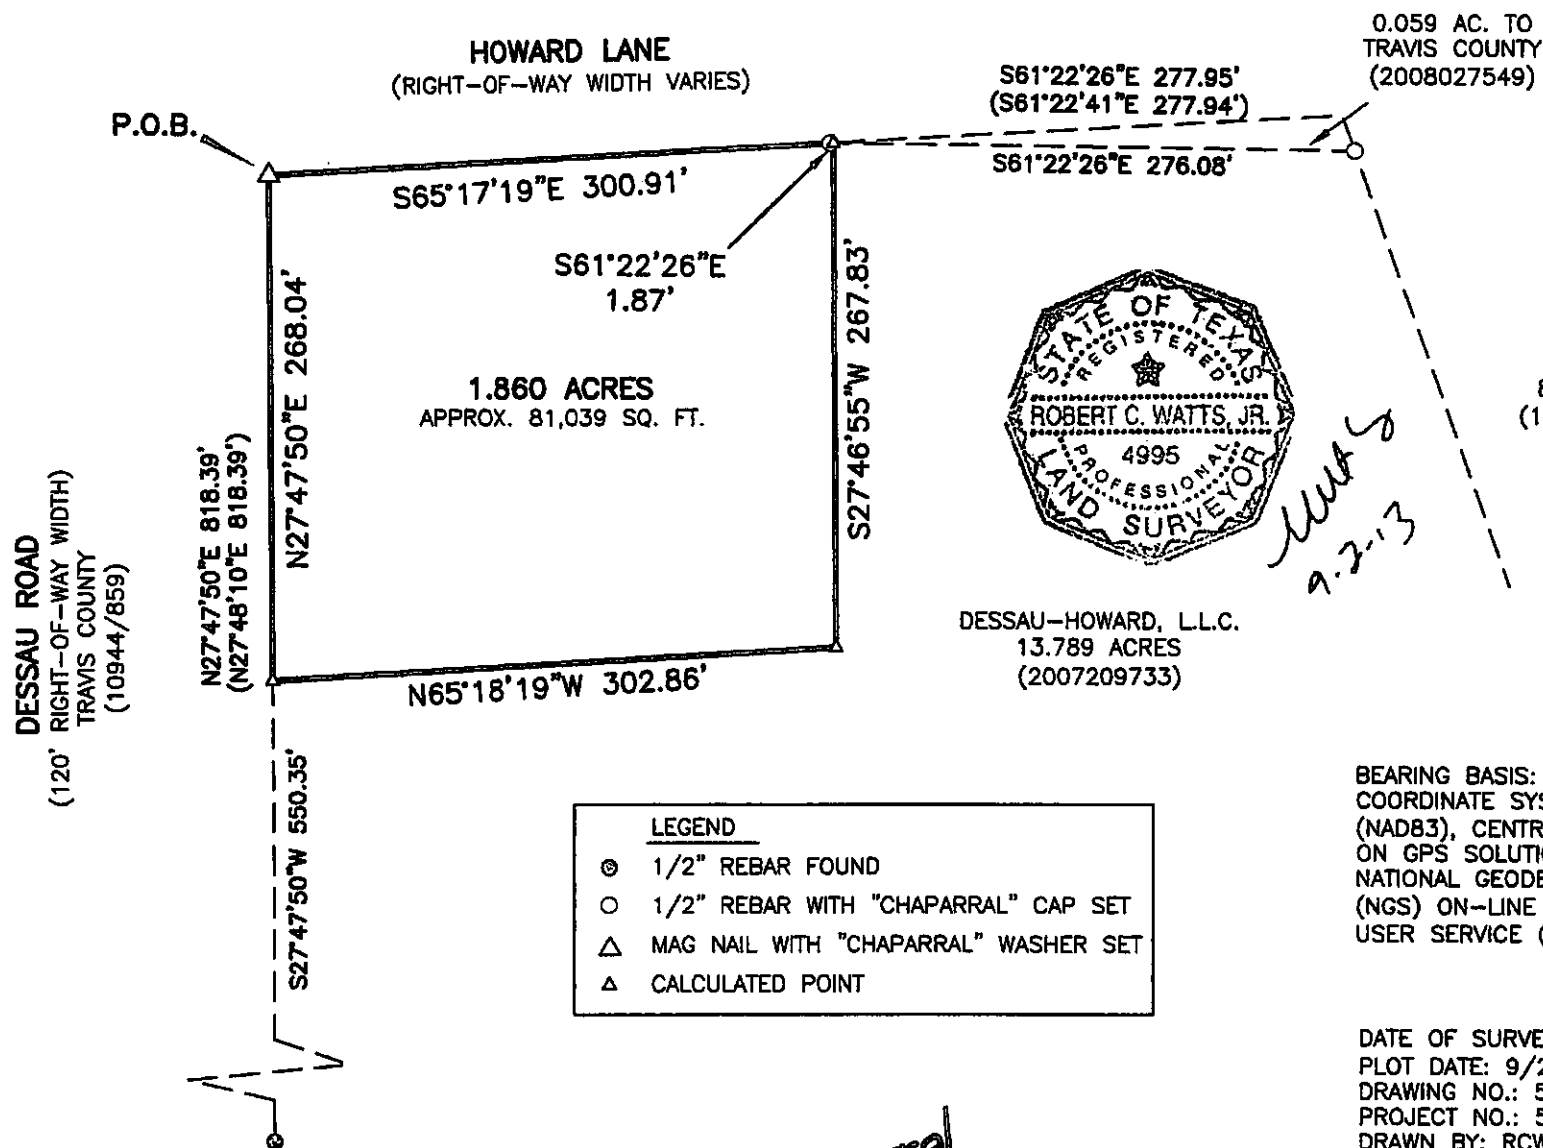 0.059 AC. TO
TRAVIS COUNTY
(2008027549)
HOWARD LANE
(RIGHT-OF-WAY WIDTH VARIES)
S61°22'26"E 277.95'
(S61°22'41"E 277.94')
P.O.B.
S61°22'26"E 276.08'
S65°17'19"E 300.91'
S61°22'26"E
1.87'
N27°47'50"E 268.04'
S27°46'55"W 267.83'
1.860 ACRES
APPROX. 81,039 SQ. FT.
STATE OF TEXAS
REGISTERED
ROBERT C. WATTS, JR.
4995
PROFESSIONAL
LAND SURVEYOR
9-2-13
8
(1
DESSAU ROAD
(120' RIGHT-OF-WAY WIDTH)
TRAVIS COUNTY
(10944/859)
N27°47'50"E 818.39'
(N27°48'10"E 818.39')
N65°18'19"W 302.86'
DESSAU-HOWARD, L.L.C.
13.789 ACRES
(2007209733)
S27°47'50"W 550.35'
LEGEND
1/2" REBAR FOUND
1/2" REBAR WITH "CHAPARRAL" CAP SET
MAG NAIL WITH "CHAPARRAL" WASHER SET
CALCULATED POINT
BEARING BASIS:
COORDINATE SYS
(NAD83), CENTR
ON GPS SOLUTI
NATIONAL GEODE
(NGS) ON-LINE
USER SERVICE (
DATE OF SURVE
PLOT DATE: 9/2
DRAWING NO.: 5
PROJECT NO.: 5
DRAWN BY: RCW